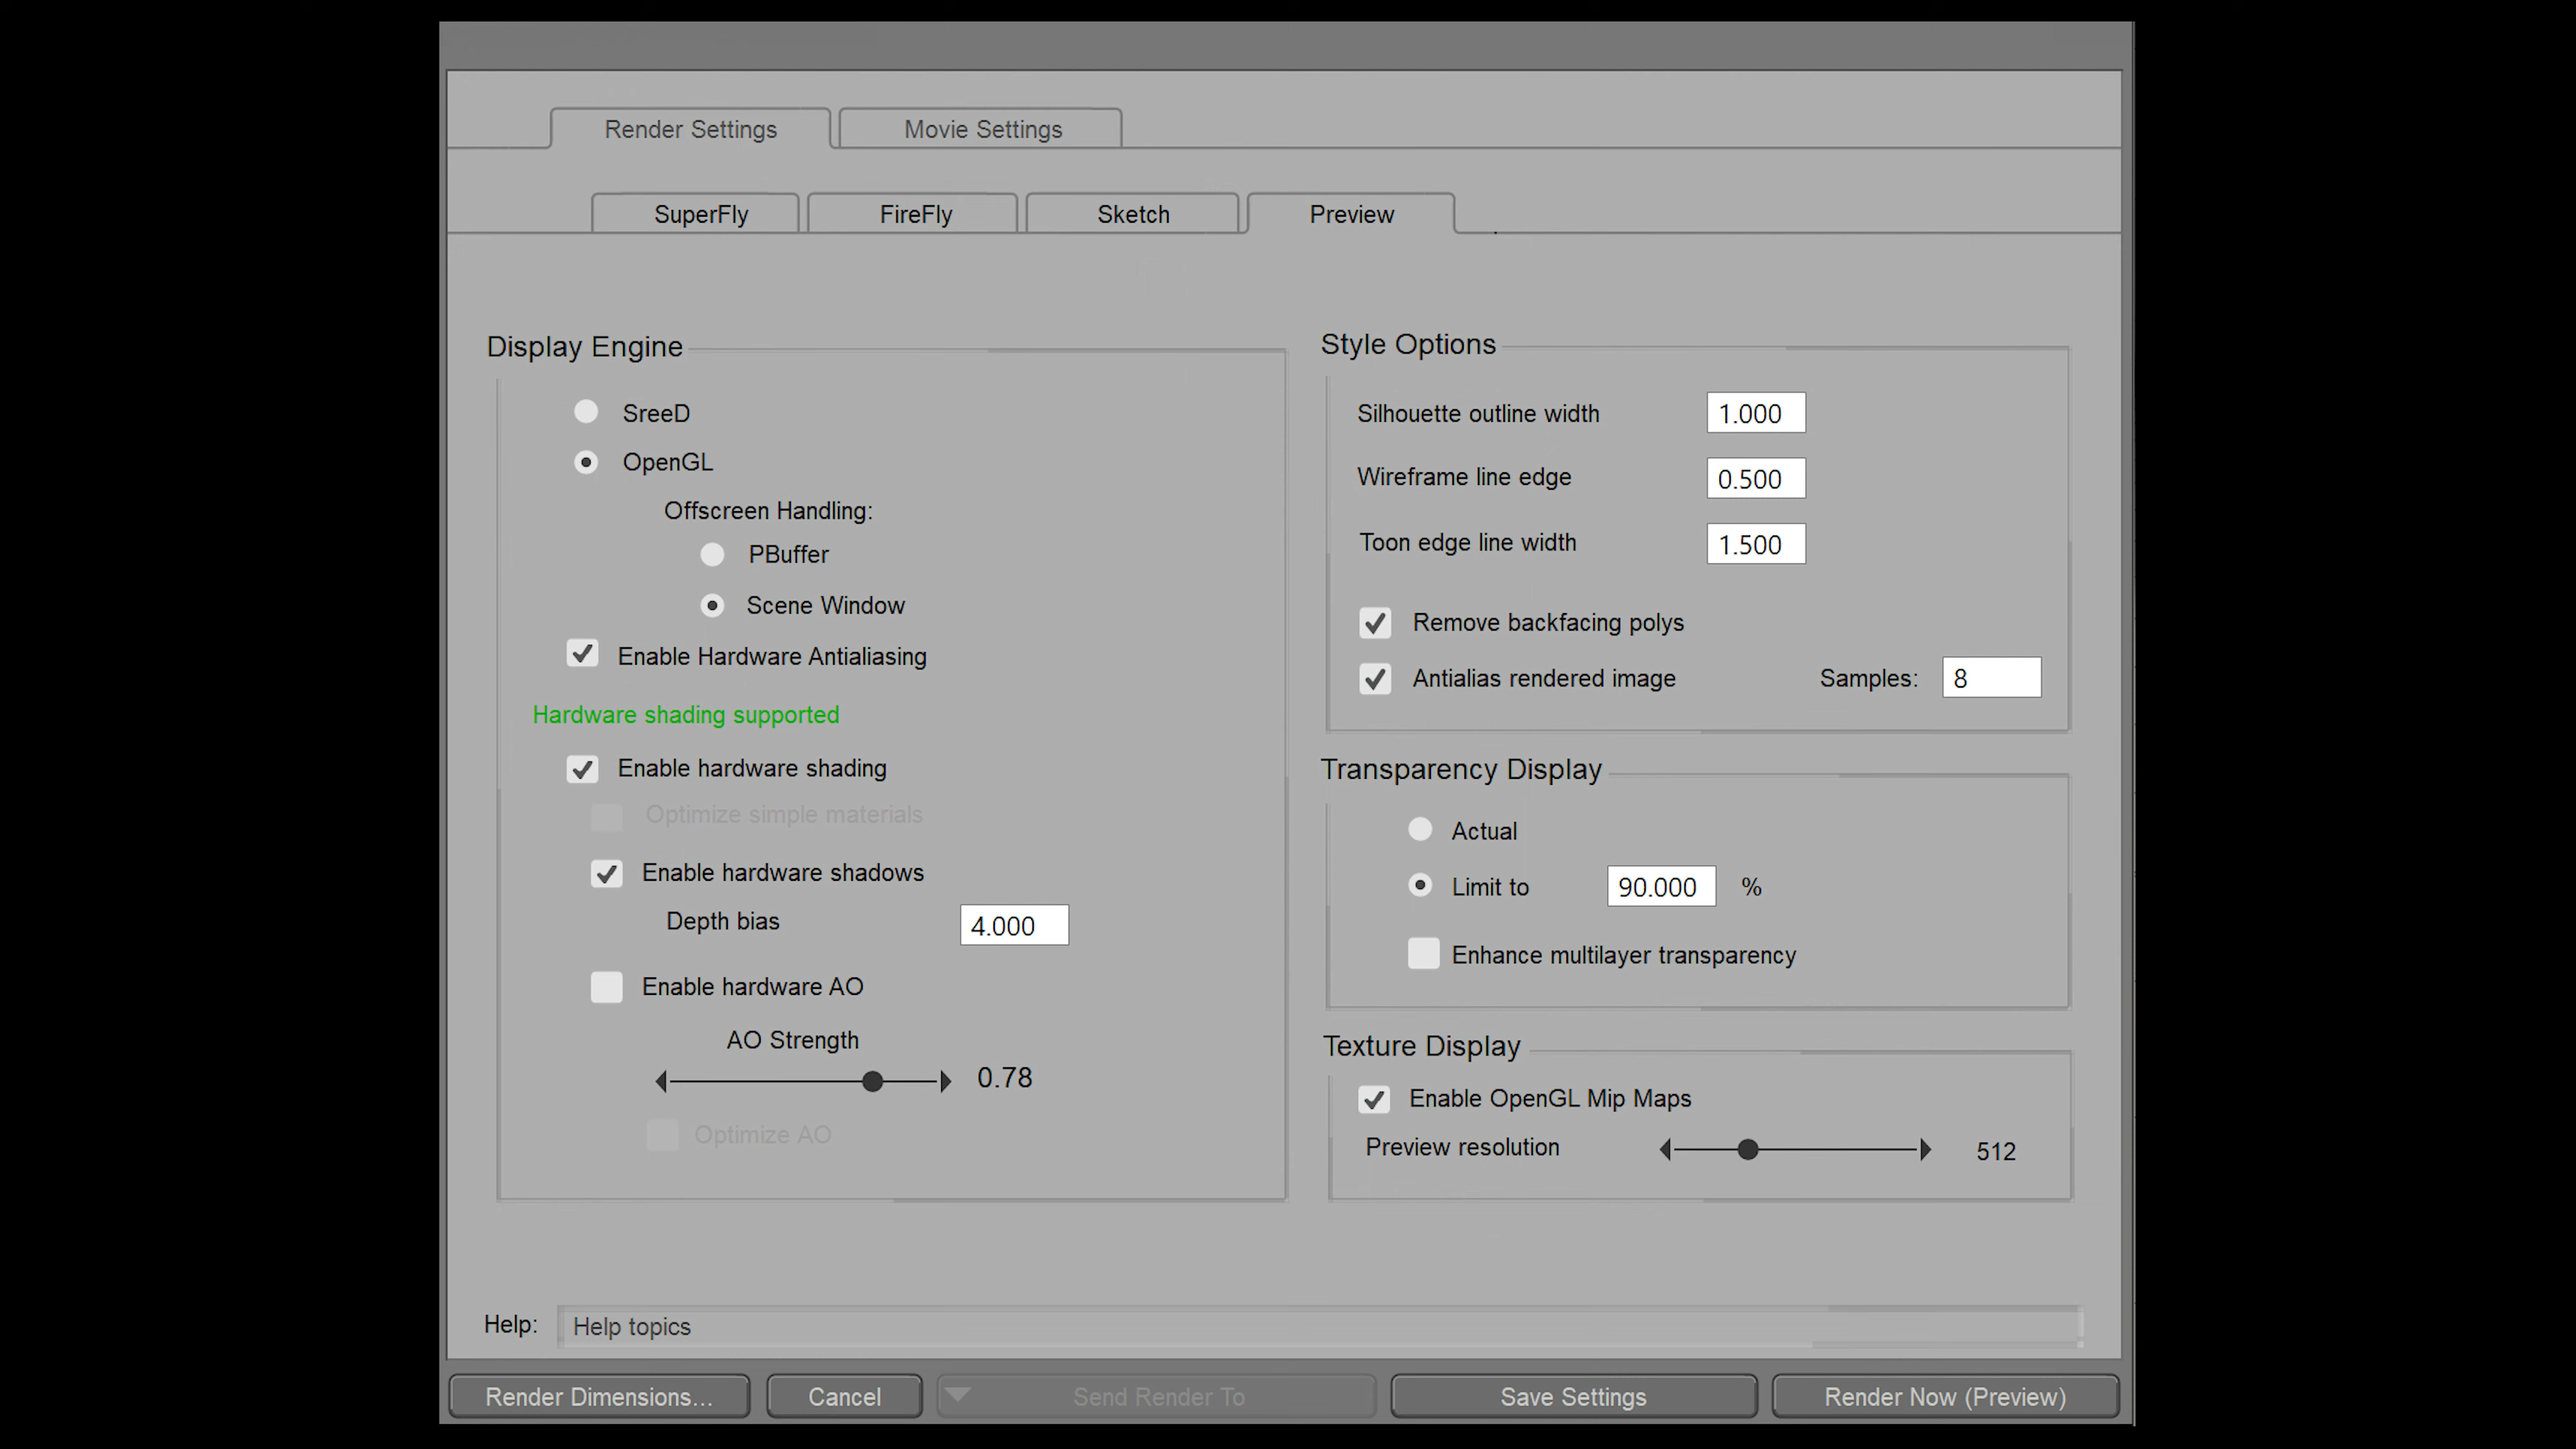 Render Settings
Movie Settings
SuperFly
FireFly
Sketch
Preview
Display Engine
SreeD
OpenGL
Offscreen Handling:
PBuffer
Scene Window
Enable Hardware Antialiasing
Hardware shading supported
Enable hardware shading
Optimize simple materials
Enable hardware shadows
Depth bias 4.000
Enable hardware AO
AO Strength
0.78
Optimize AO
Style Options
Silhouette outline width 1.000
Wireframe line edge 0.500
Toon edge line width 1.500
Remove backfacing polys
Antialias rendered image Samples: 8
Transparency Display
Actual
Limit to 90.000 %
Enhance multilayer transparency
Texture Display
Enable OpenGL Mip Maps
Preview resolution 512
Help: Help topics
Render Dimensions...
Cancel
Send Render To
Save Settings
Render Now (Preview)